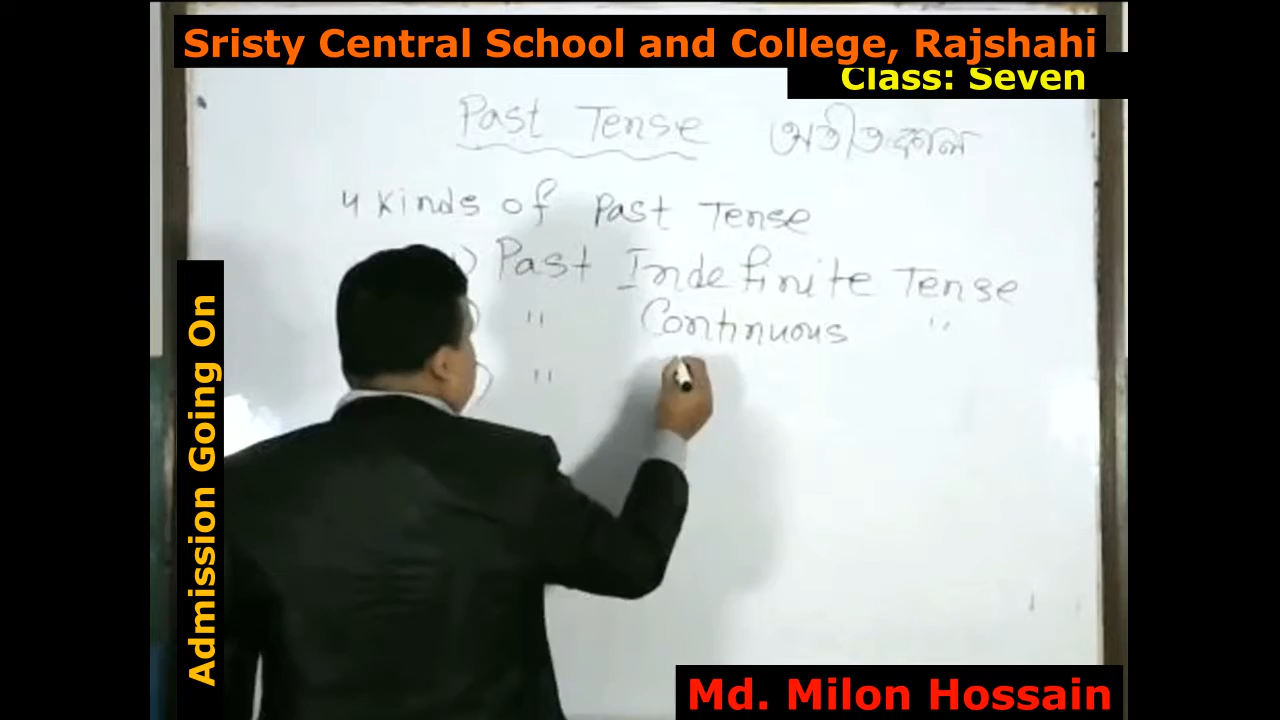 Sristy Central School and College, Rajshahi
Class: Seven
Past Tense অতীতকাল
4 Kinds of Past Tense
) Past Indefinite Tense
) " Continuous "
) "
Admission Going On
Md. Milon Hossain